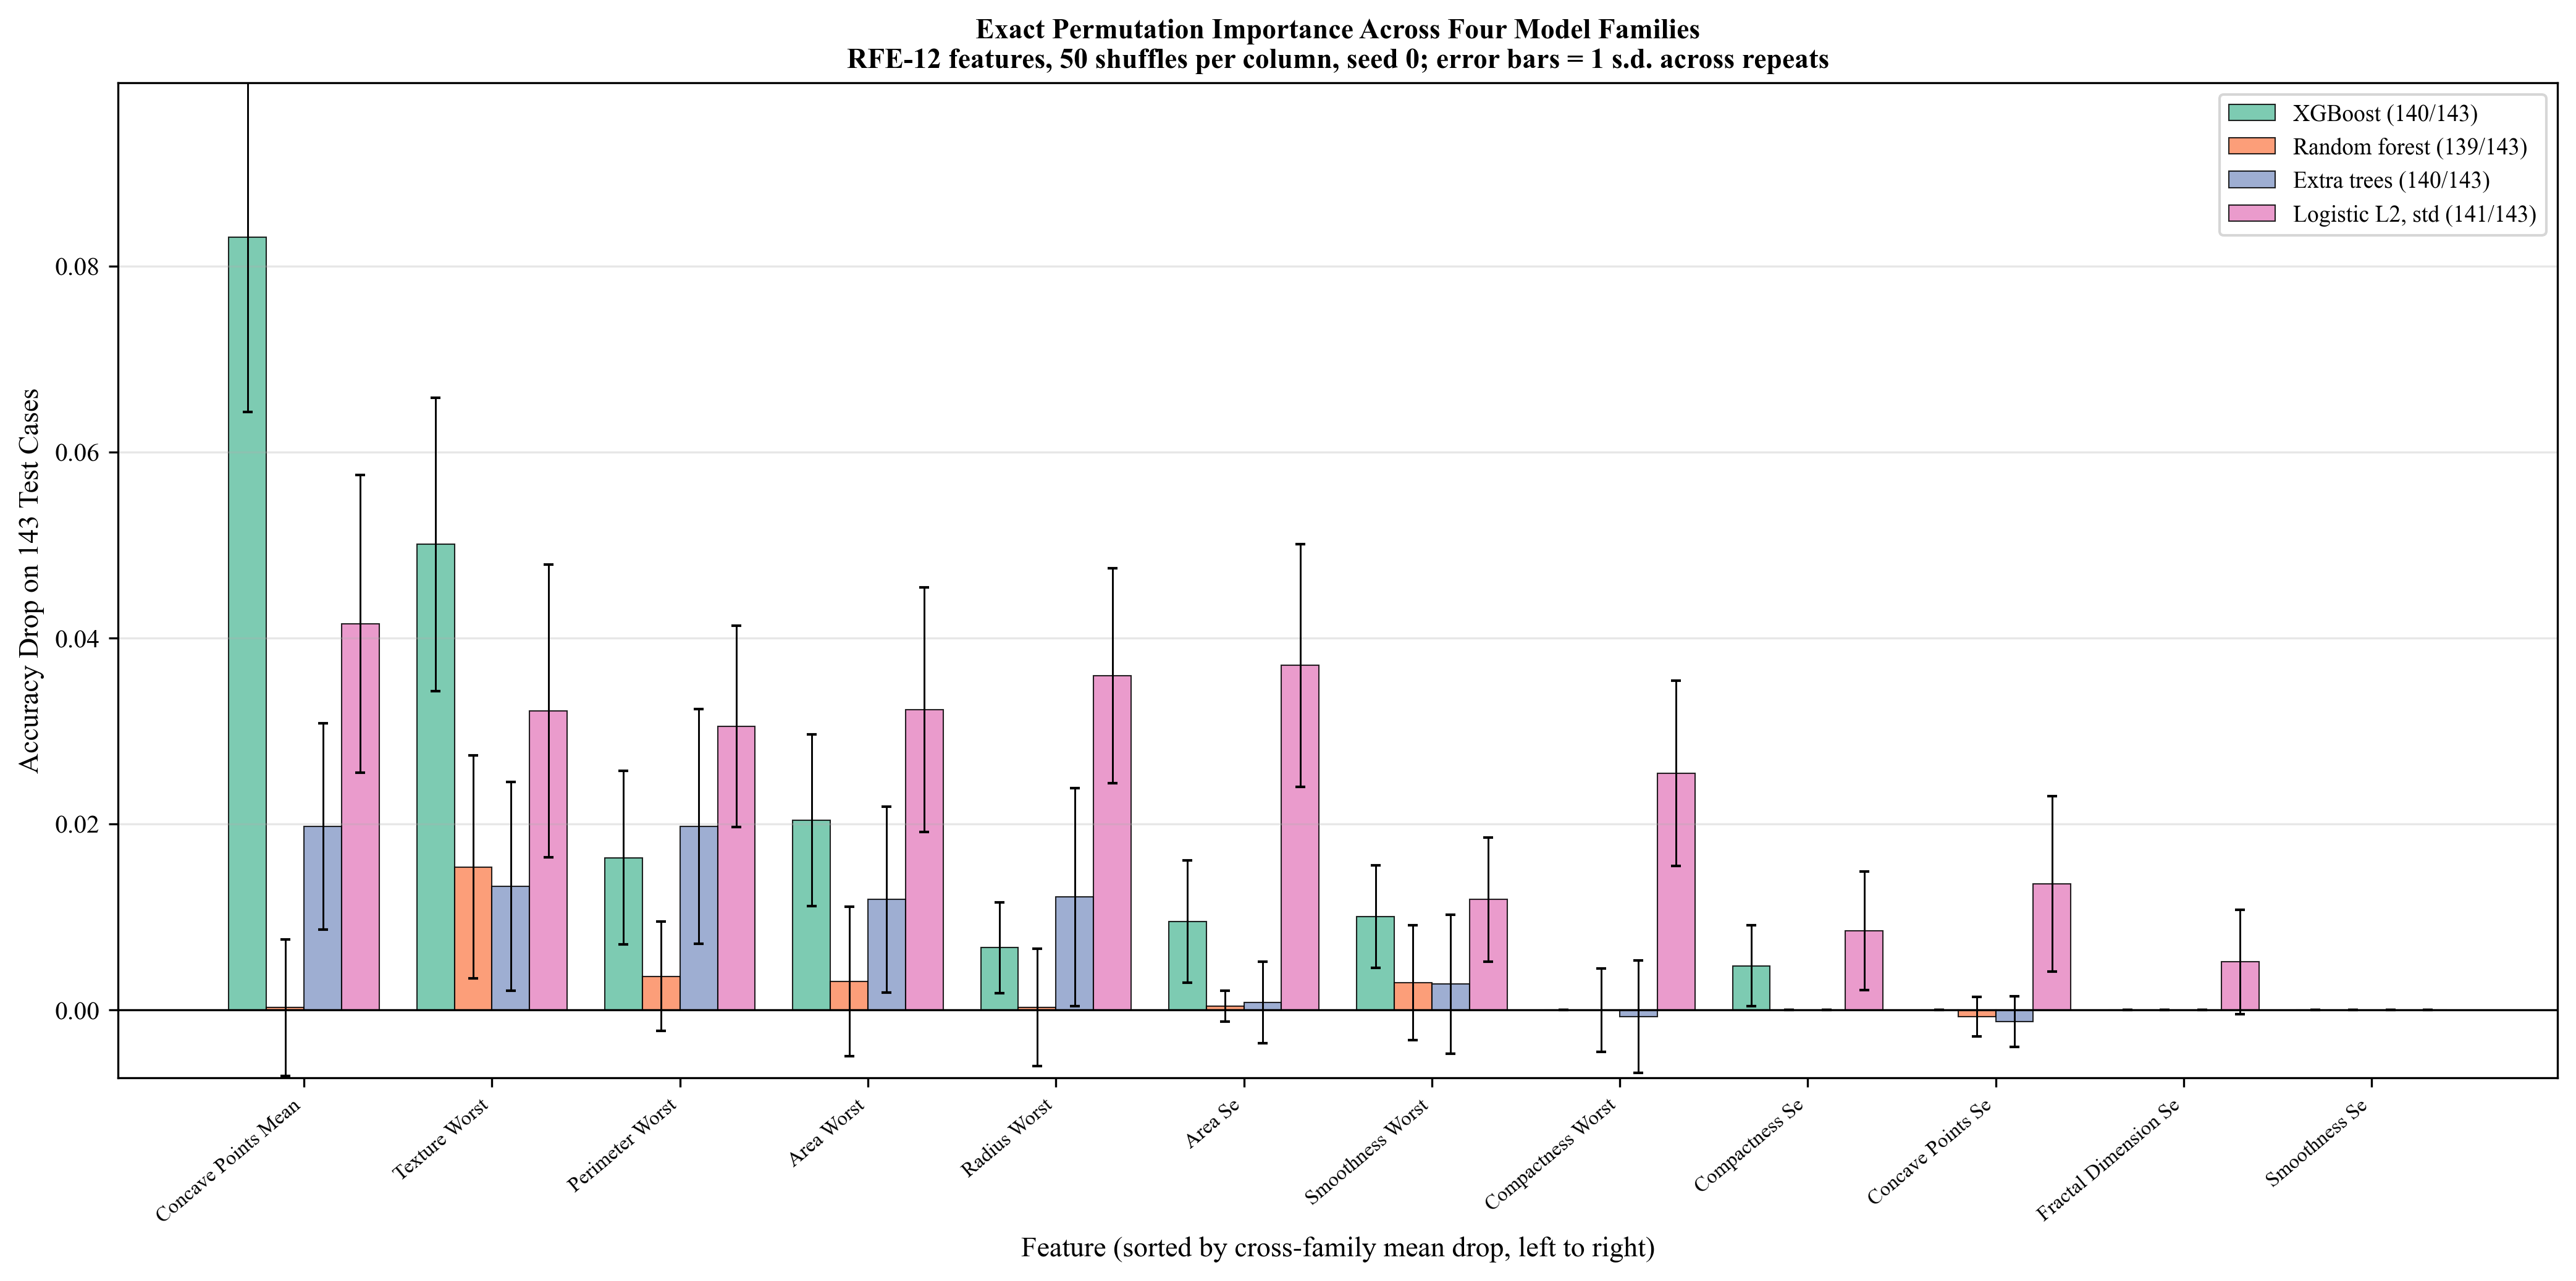 Exact Permutation Importance Across Four Model Families
RFE-12 features, 50 shuffles per column, seed 0; error bars = 1 s.d. across repeats
XGBoost (140/143)
Random forest (139/143)
Extra trees (140/143)
Logistic L2, std (141/143)
Accuracy Drop on 143 Test Cases
0.08
0.06
0.04
0.02
0.00
Concave Points Mean
Texture Worst
Perimeter Worst
Area Worst
Radius Worst
Area Se
Smoothness Worst
Compactness Worst
Compactness Se
Concave Points Se
Fractal Dimension Se
Smoothness Se
Feature (sorted by cross-family mean drop, left to right)